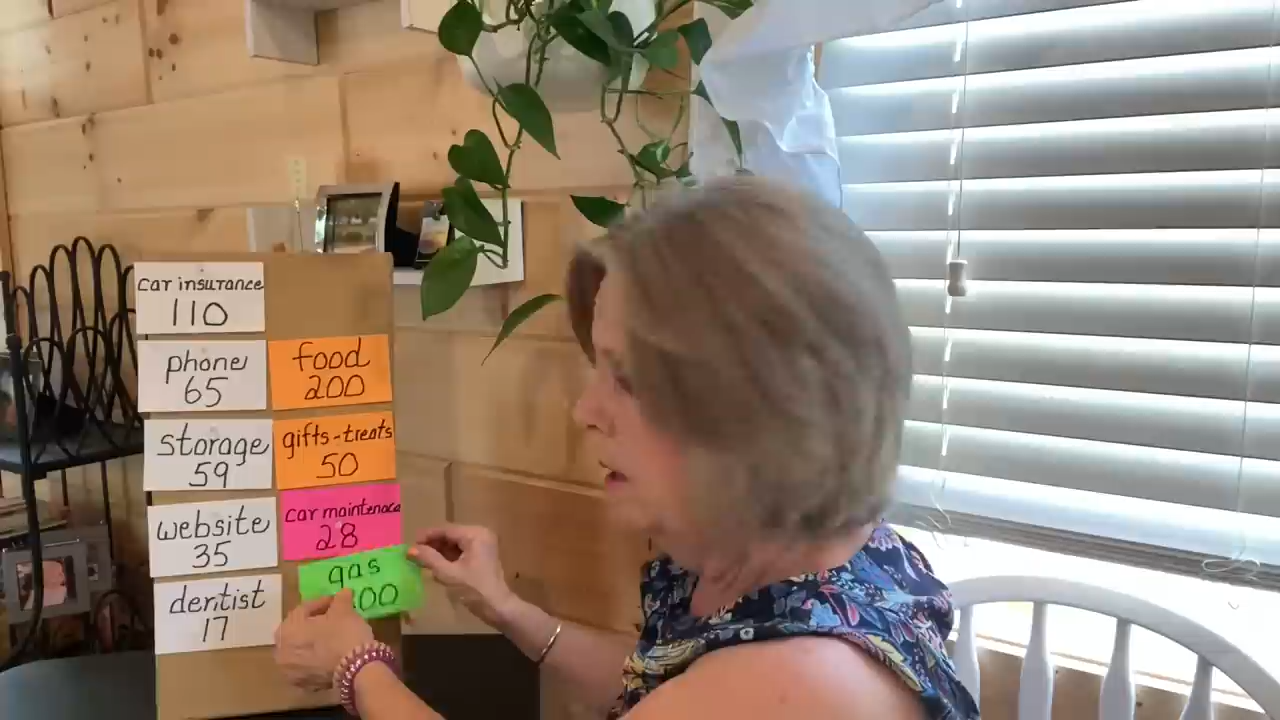 car insurance
110
phone
65
storage
59
website
35
dentist
17
food
200
gifts-treats
50
car maintenace
28
gas